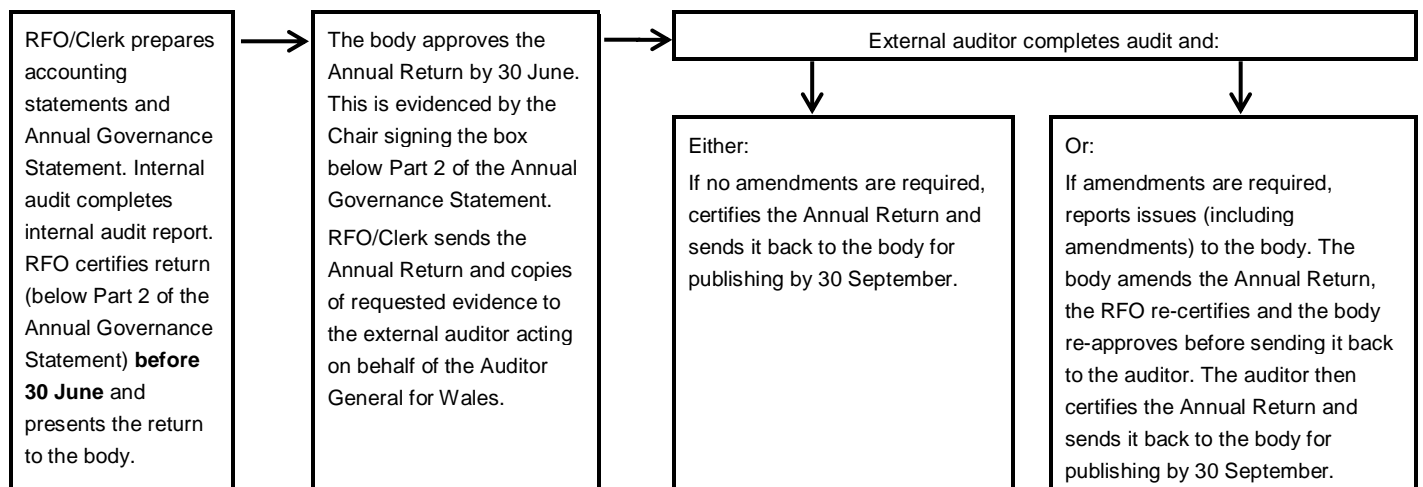 RFO/Clerk prepares
accounting
statements and
Annual Governance
Statement. Internal
audit completes
internal audit report.
RFO certifies return
(below Part 2 of the
Annual Governance
Statement) before
30 June and
presents the return
to the body.
The body approves the
Annual Return by 30 June.
This is evidenced by the
Chair signing the box
below Part 2 of the Annual
Governance Statement.
RFO/Clerk sends the
Annual Return and copies
of requested evidence to
the external auditor acting
on behalf of the Auditor
General for Wales.
External auditor completes audit and:
Either:
If no amendments are required,
certifies the Annual Return and
sends it back to the body for
publishing by 30 September.
Or:
If amendments are required,
reports issues (including
amendments) to the body. The
body amends the Annual Return,
the RFO re-certifies and the body
re-approves before sending it back
to the auditor. The auditor then
certifies the Annual Return and
sends it back to the body for
publishing by 30 September.